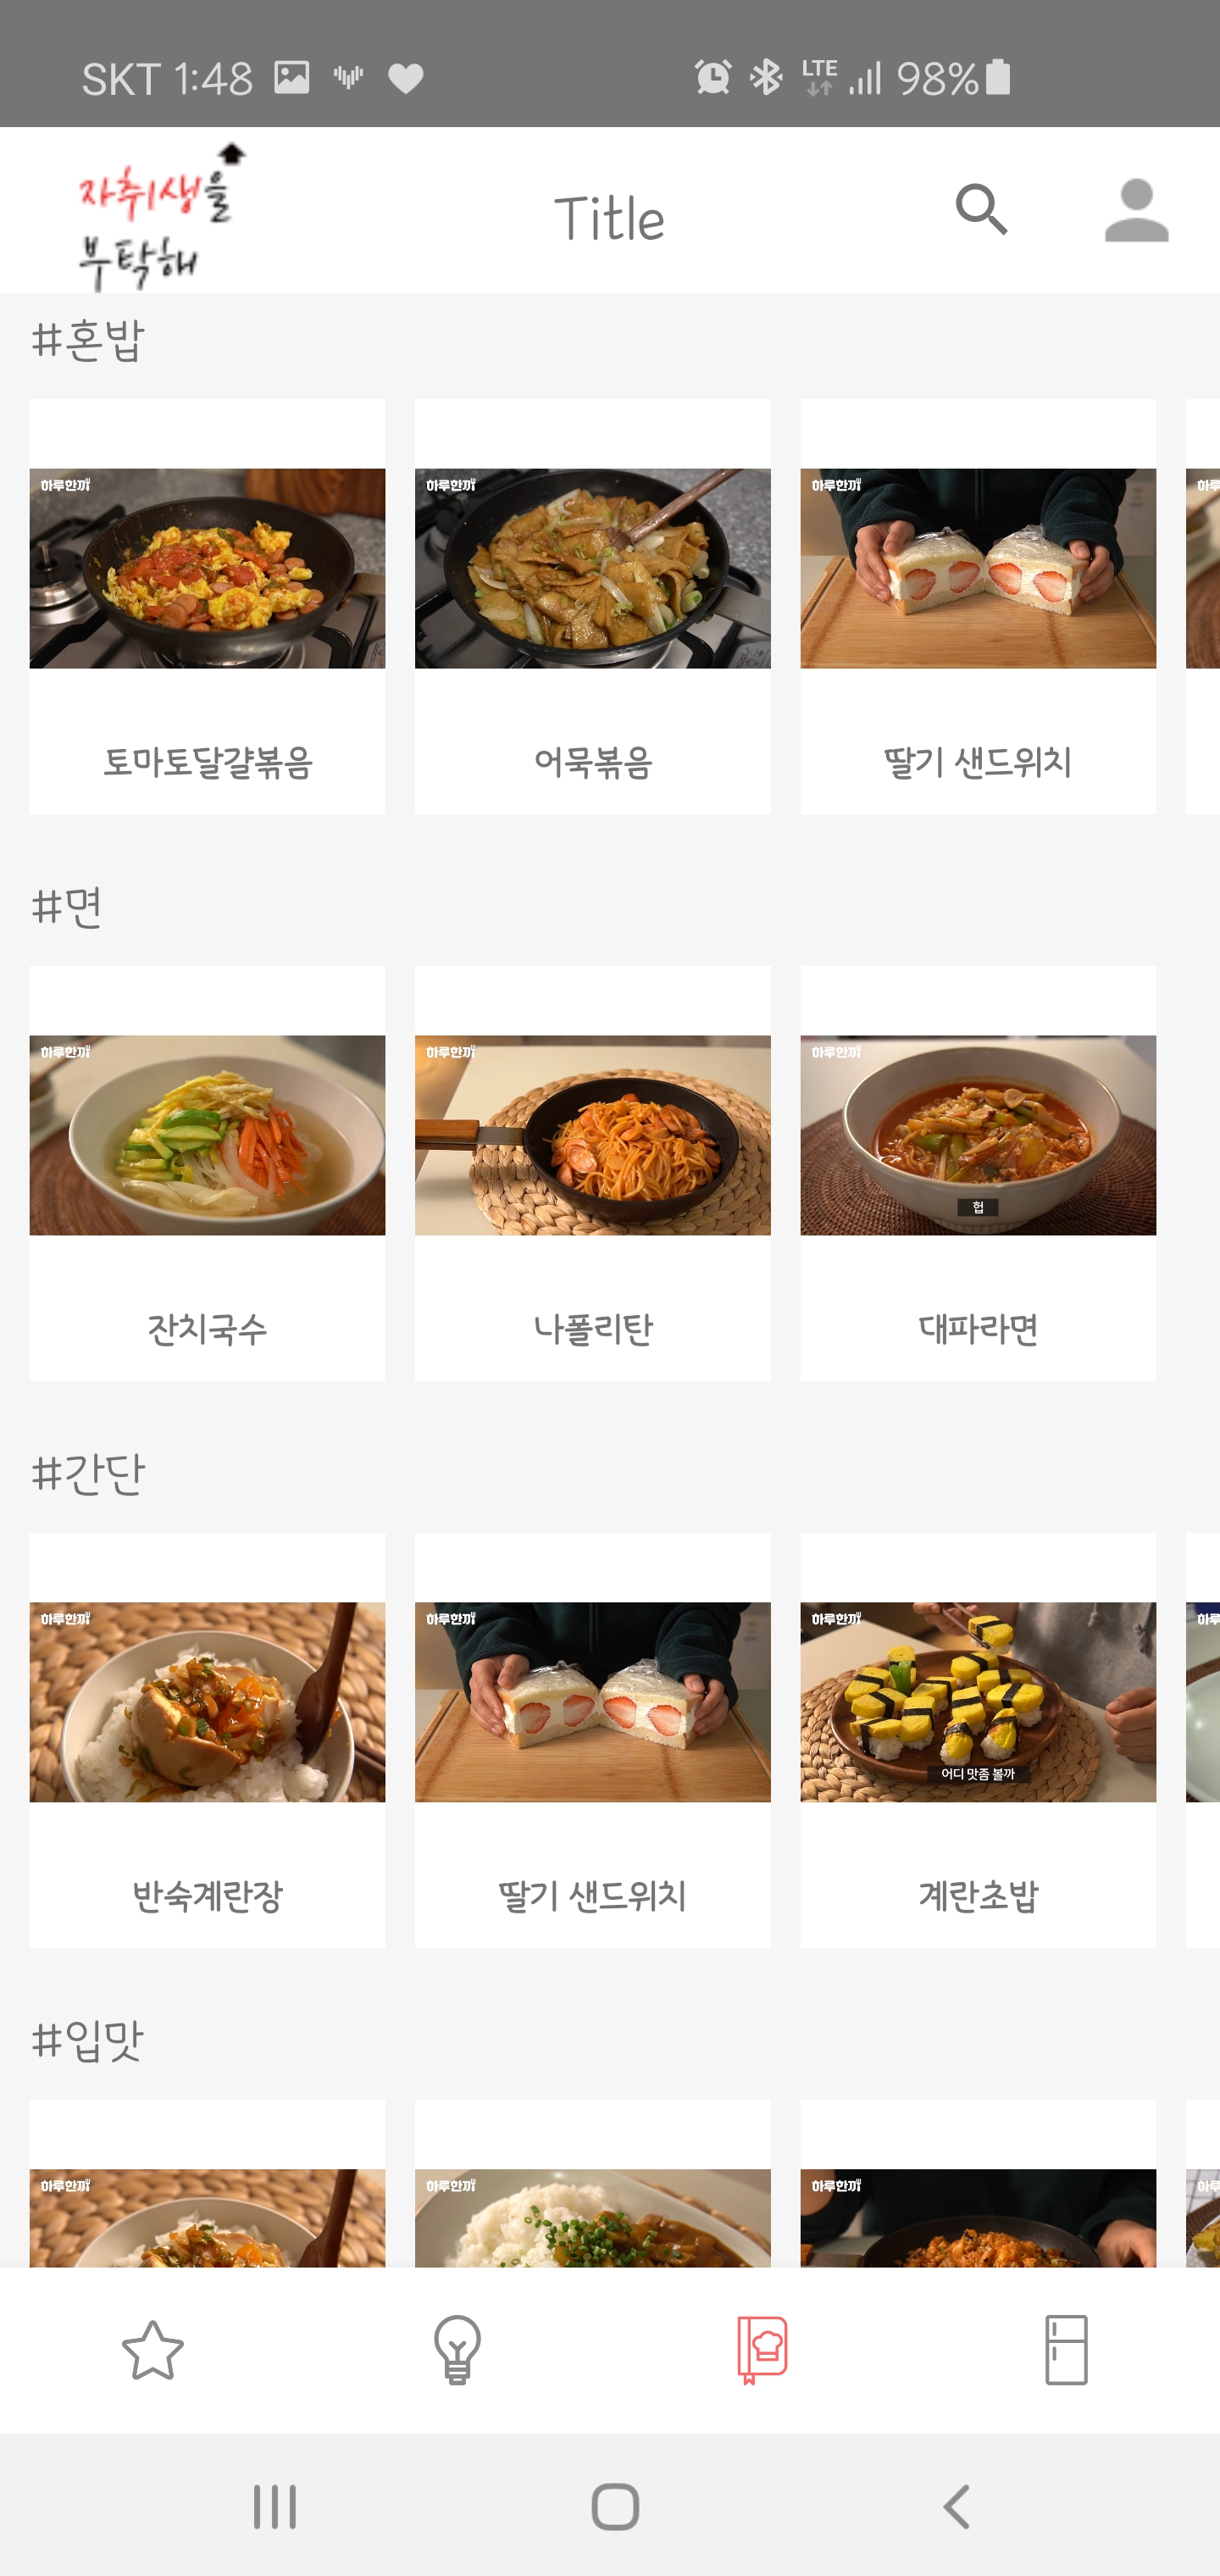 SKT 1:48 LTE 98%
자취생을
부탁해
Title
#혼밥
하루한끼 하루한끼 하루한끼 하루
토마토달걀볶음 어묵볶음 딸기 샌드위치
#면
하루한끼 하루한끼 하루한끼
헙
잔치국수 나폴리탄 대파라면
#간단
하루한끼 하루한끼 하루한끼 하루
어디 맛좀 볼까
반숙계란장 딸기 샌드위치 계란초밥
#입맛
하루한끼 하루한끼 하루한끼 하루